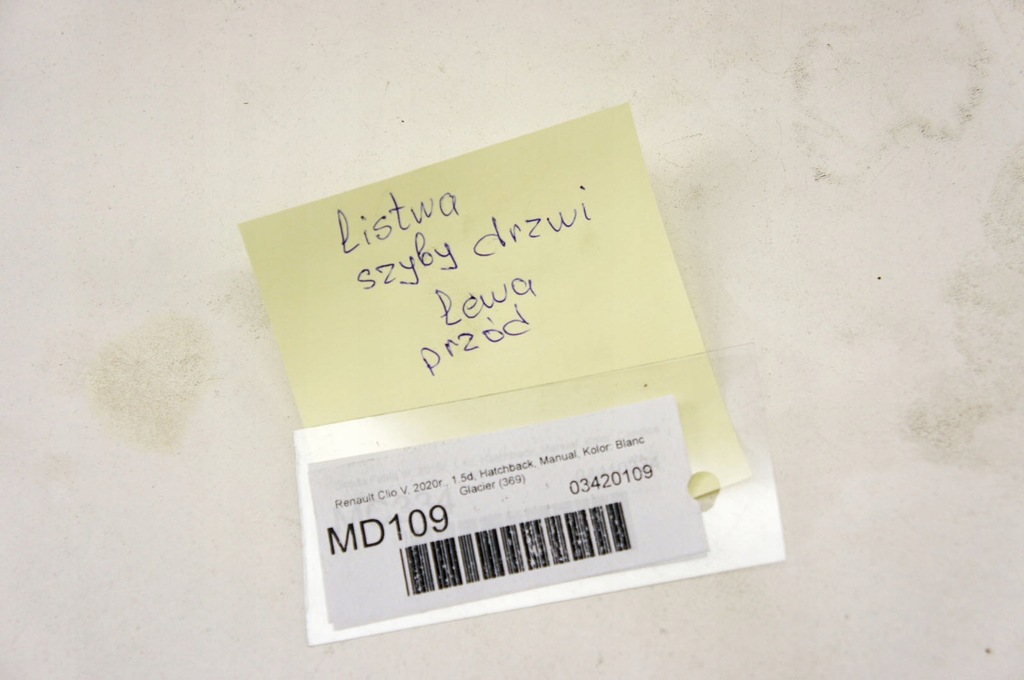 Listwa
szyby drzwi
Lewa
przód
Renault Clio V, 2020r., 1.5d, Hatchback, Manual, Kolor: Blanc
Glacier (369)
03420109
MD109